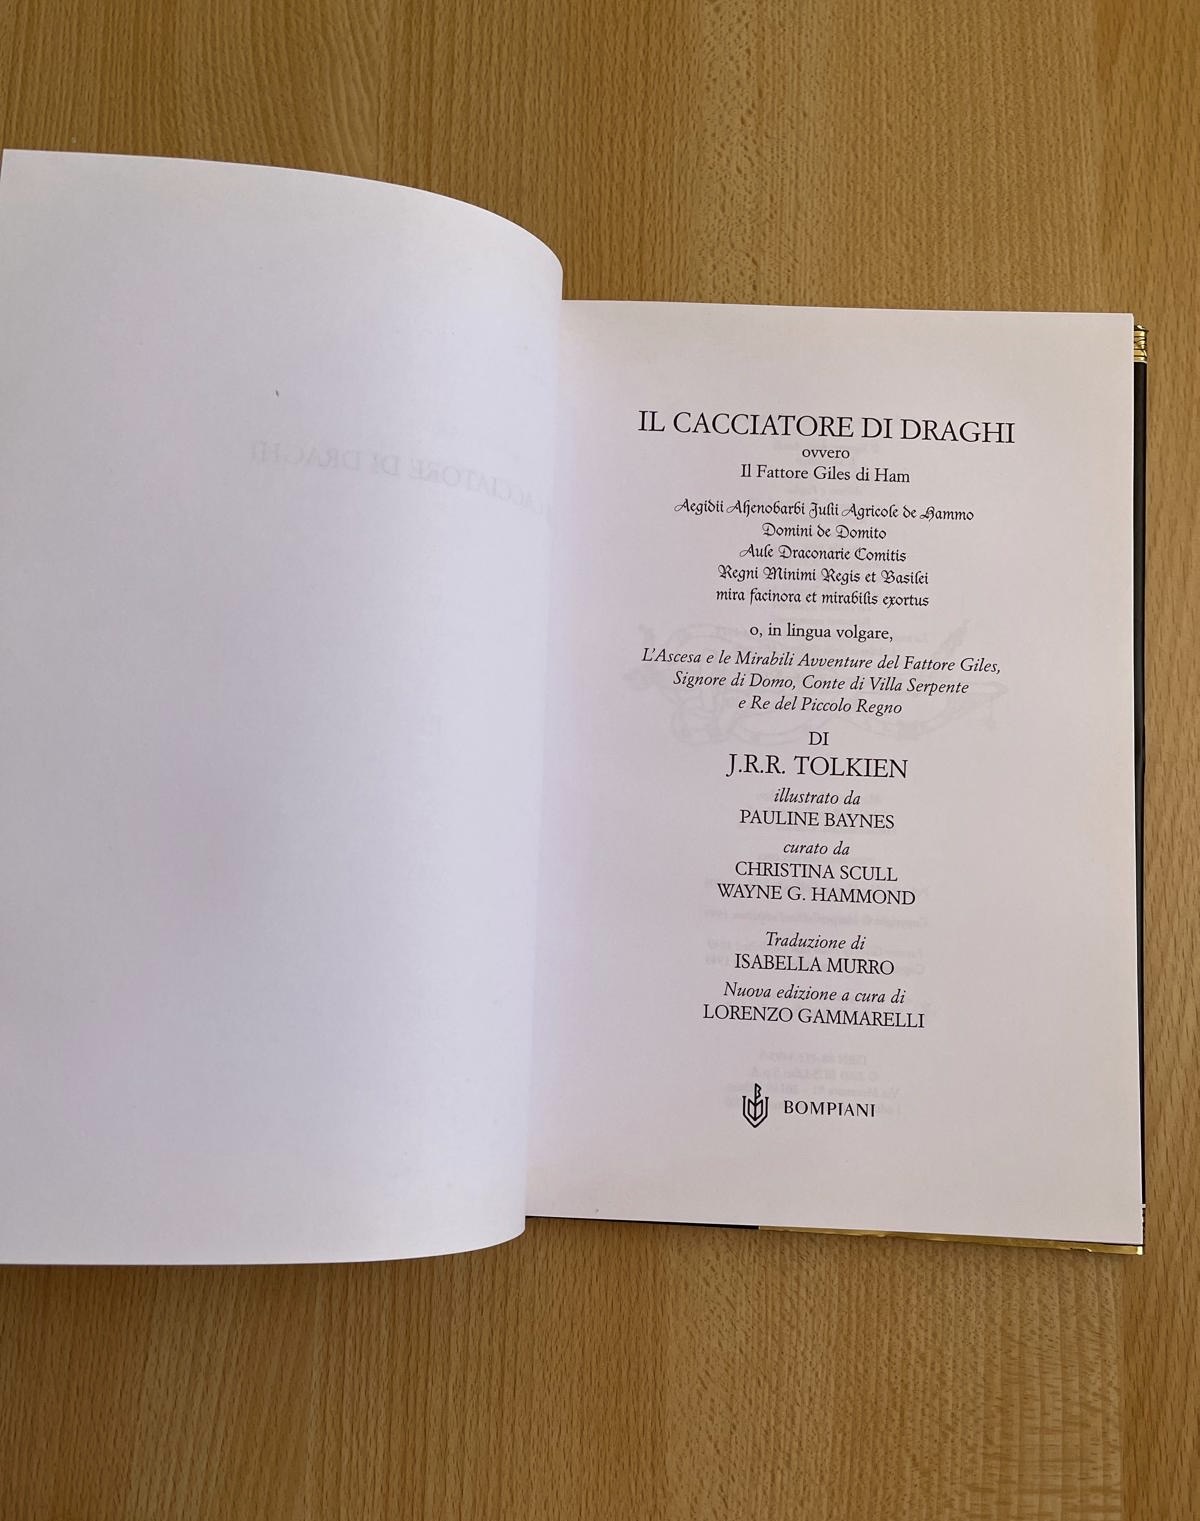 IL CACCIATORE DI DRAGHI
ovvero
Il Fattore Giles di Ham
Aegidii Ahenobarbi Julii Agricole de Hammo
Domini de Domito
Aule Draconarie Comitis
Regni Minimi Regis et Basilei
mira facinora et mirabilis exortus
o, in lingua volgare,
L'Ascesa e le Mirabili Avventure del Fattore Giles,
Signore di Domo, Conte di Villa Serpente
e Re del Piccolo Regno
DI
J.R.R. TOLKIEN
illustrato da
PAULINE BAYNES
curato da
CHRISTINA SCULL
WAYNE G. HAMMOND
Traduzione di
ISABELLA MURRO
Nuova edizione a cura di
LORENZO GAMMARELLI
BOMPIANI